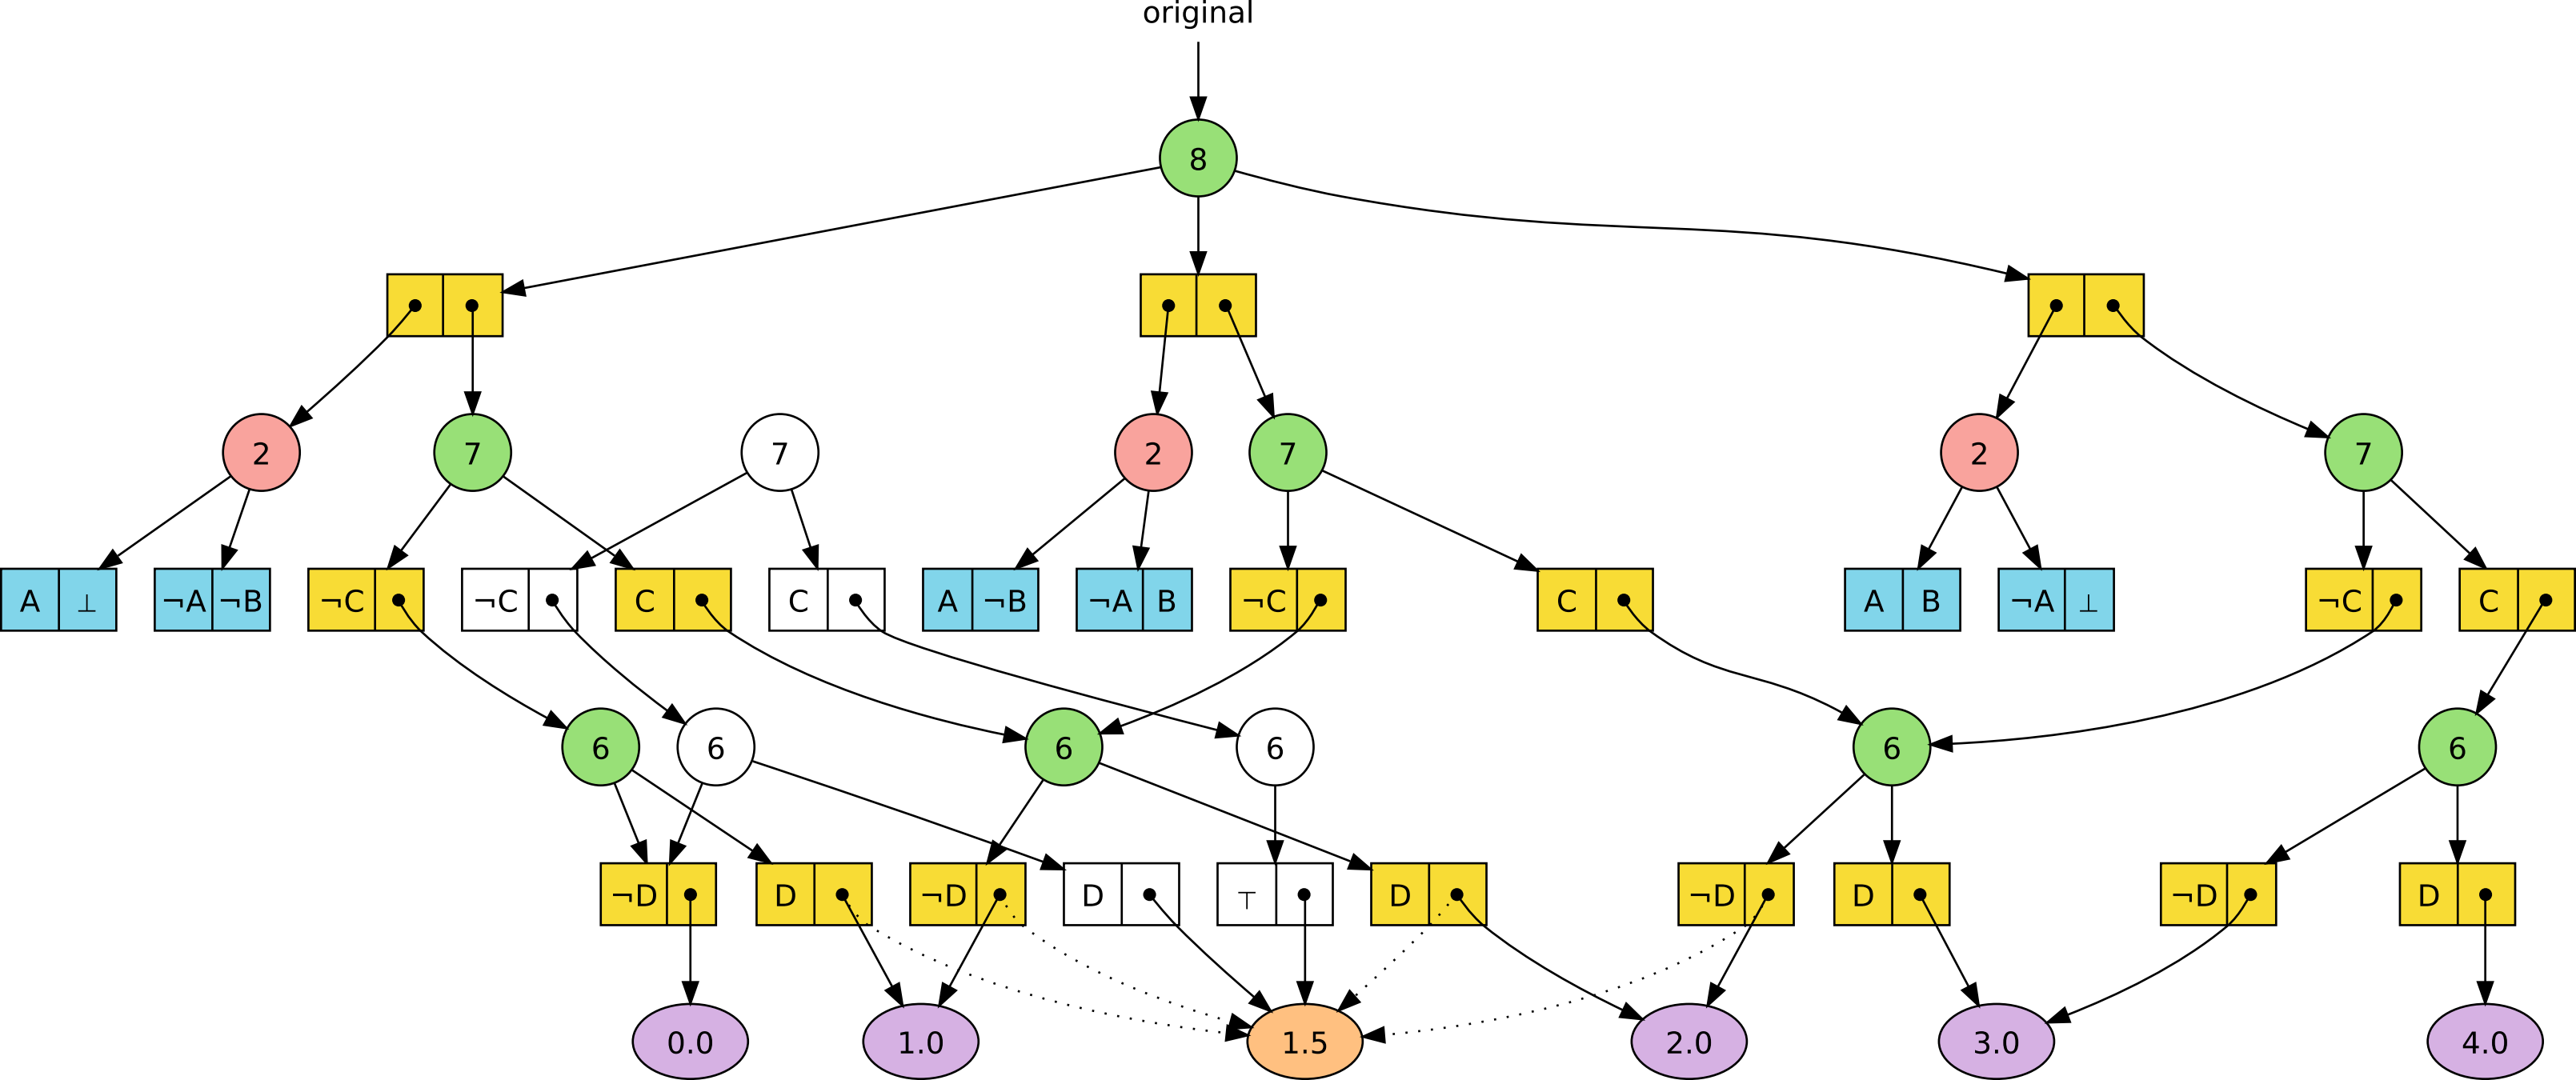 original
8
2 7 7 2 7 2 7
A ⊥ ¬A ¬B ¬C ¬C C C A ¬B ¬A B ¬C C A B ¬A ⊥ ¬C C
6 6 6 6 6 6
¬D D ¬D D ⊤ D ¬D D ¬D D
0.0 1.0 1.5 2.0 3.0 4.0